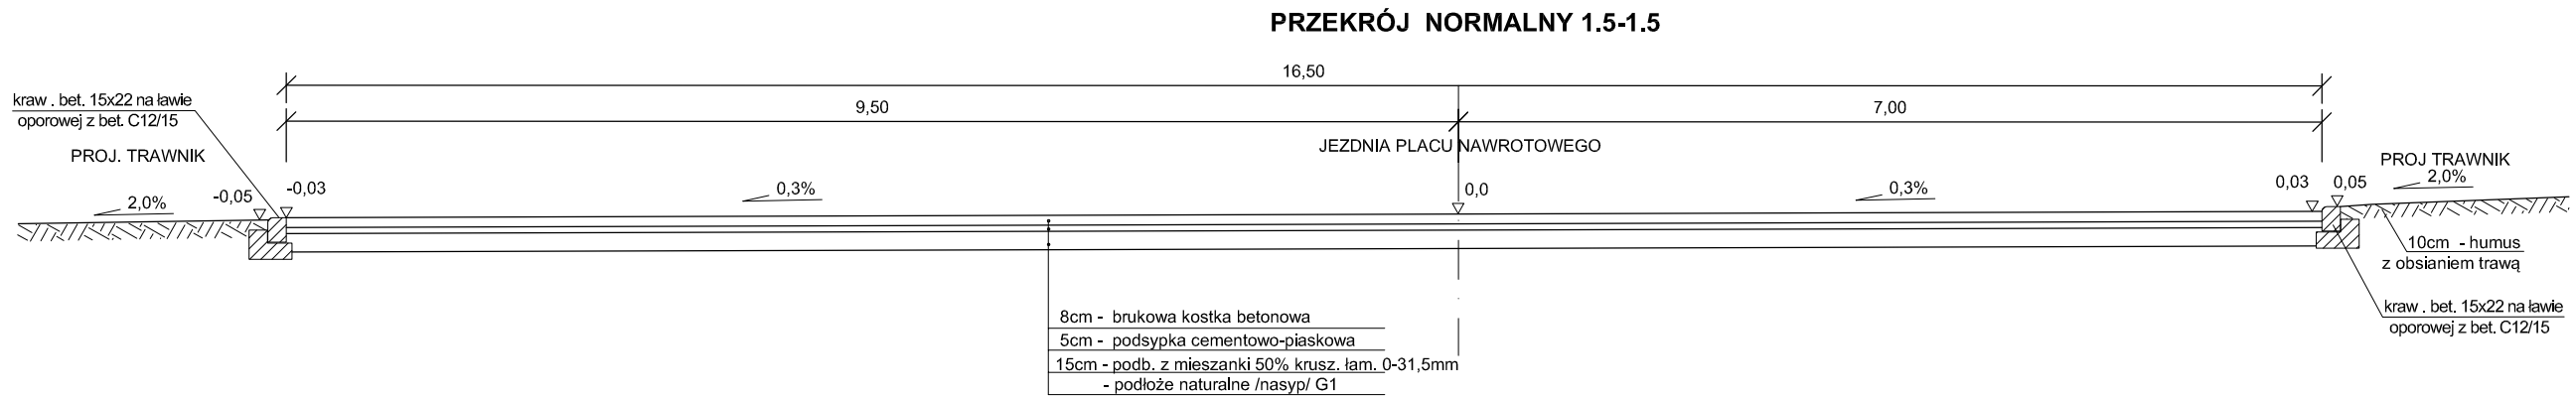 PRZEKRÓJ NORMALNY 1.5-1.5
16,50
kraw . bet. 15x22 na ławie
oporowej z bet. C12/15
9,50
7,00
JEZDNIA PLACU NAWROTOWEGO
PROJ. TRAWNIK
PROJ TRAWNIK
2,0%
-0,05
-0,03
0,3%
0,0
0,3%
0,03
0,05
2,0%
10cm - humus
z obsianiem trawą
kraw . bet. 15x22 na ławie
oporowej z bet. C12/15
8cm - brukowa kostka betonowa
5cm - podsypka cementowo-piaskowa
15cm - podb. z mieszanki 50% krusz. łam. 0-31,5mm
- podłoże naturalne /nasyp/ G1